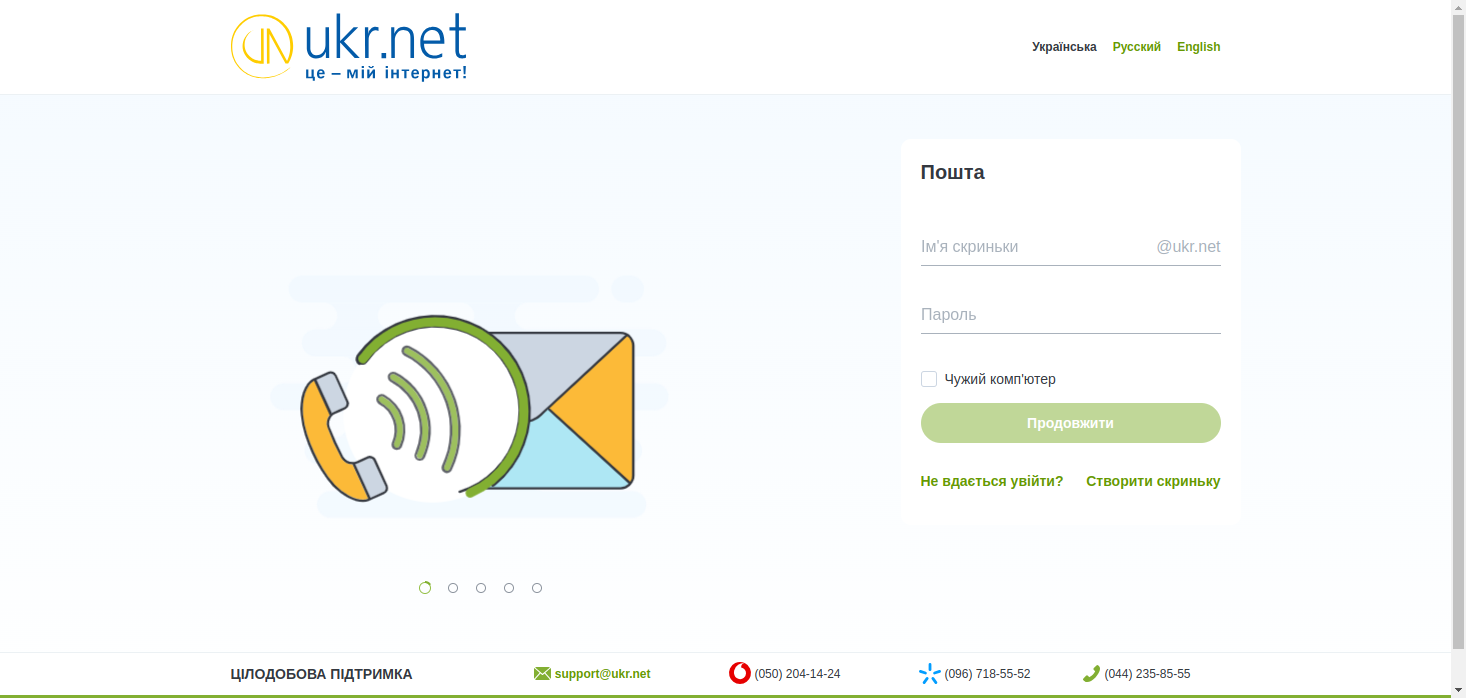 ukr.net
це – мій інтернет!
Українська Русский English
Пошта
Ім'я скриньки @ukr.net
Пароль
Чужий комп'ютер
Продовжити
Не вдається увійти? Створити скриньку
ЦІЛОДОБОВА ПІДТРИМКА support@ukr.net (050) 204-14-24 (096) 718-55-52 (044) 235-85-55